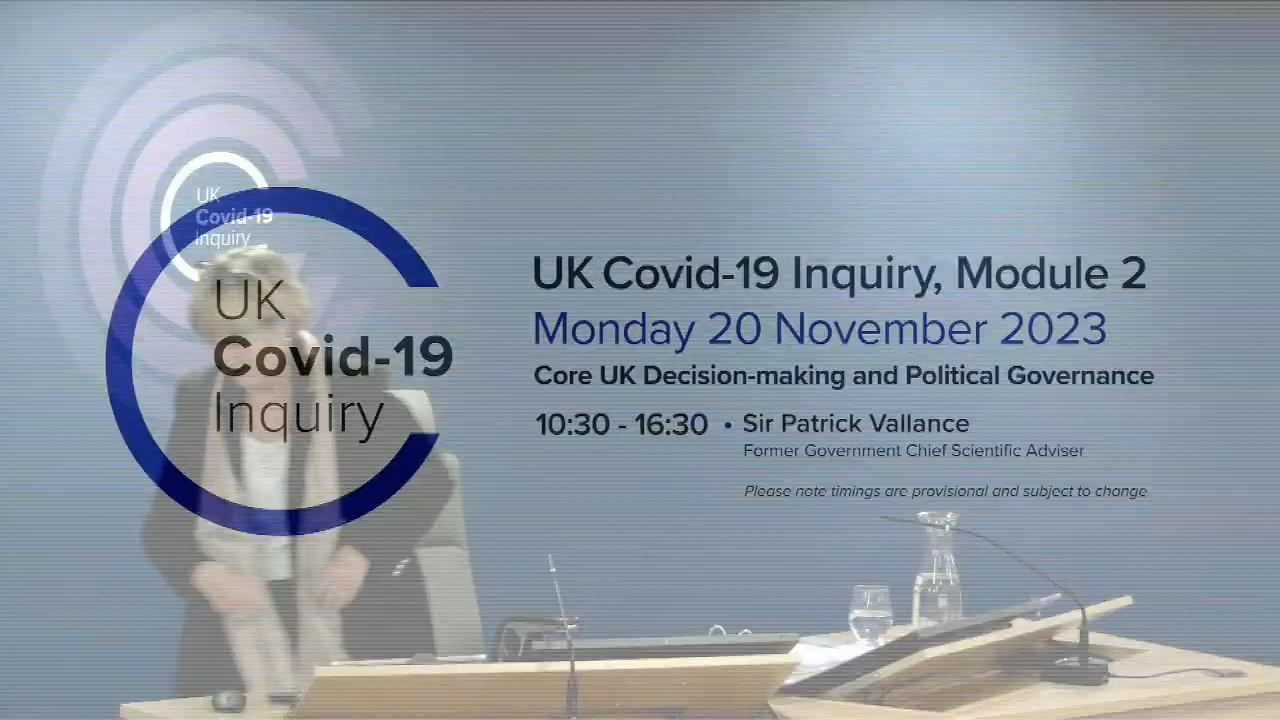 UK
Covid-19
Inquiry
UK
Covid-19
Inquiry
UK Covid-19 Inquiry, Module 2
Monday 20 November 2023
Core UK Decision-making and Political Governance
10:30 - 16:30 • Sir Patrick Vallance
Former Government Chief Scientific Adviser
Please note timings are provisional and subject to change